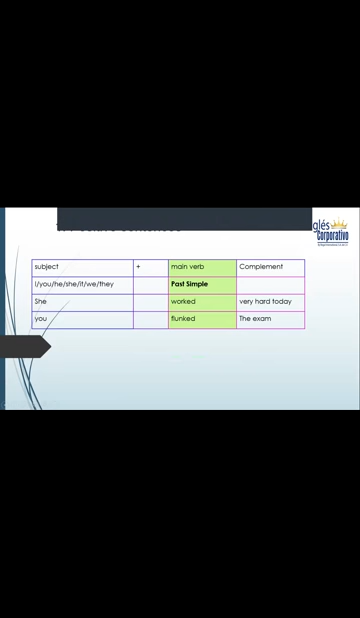 glés
Corporativo
subject + main verb Complement
I/you/he/she/it/we/they Past Simple
She worked very hard today
you flunked The exam